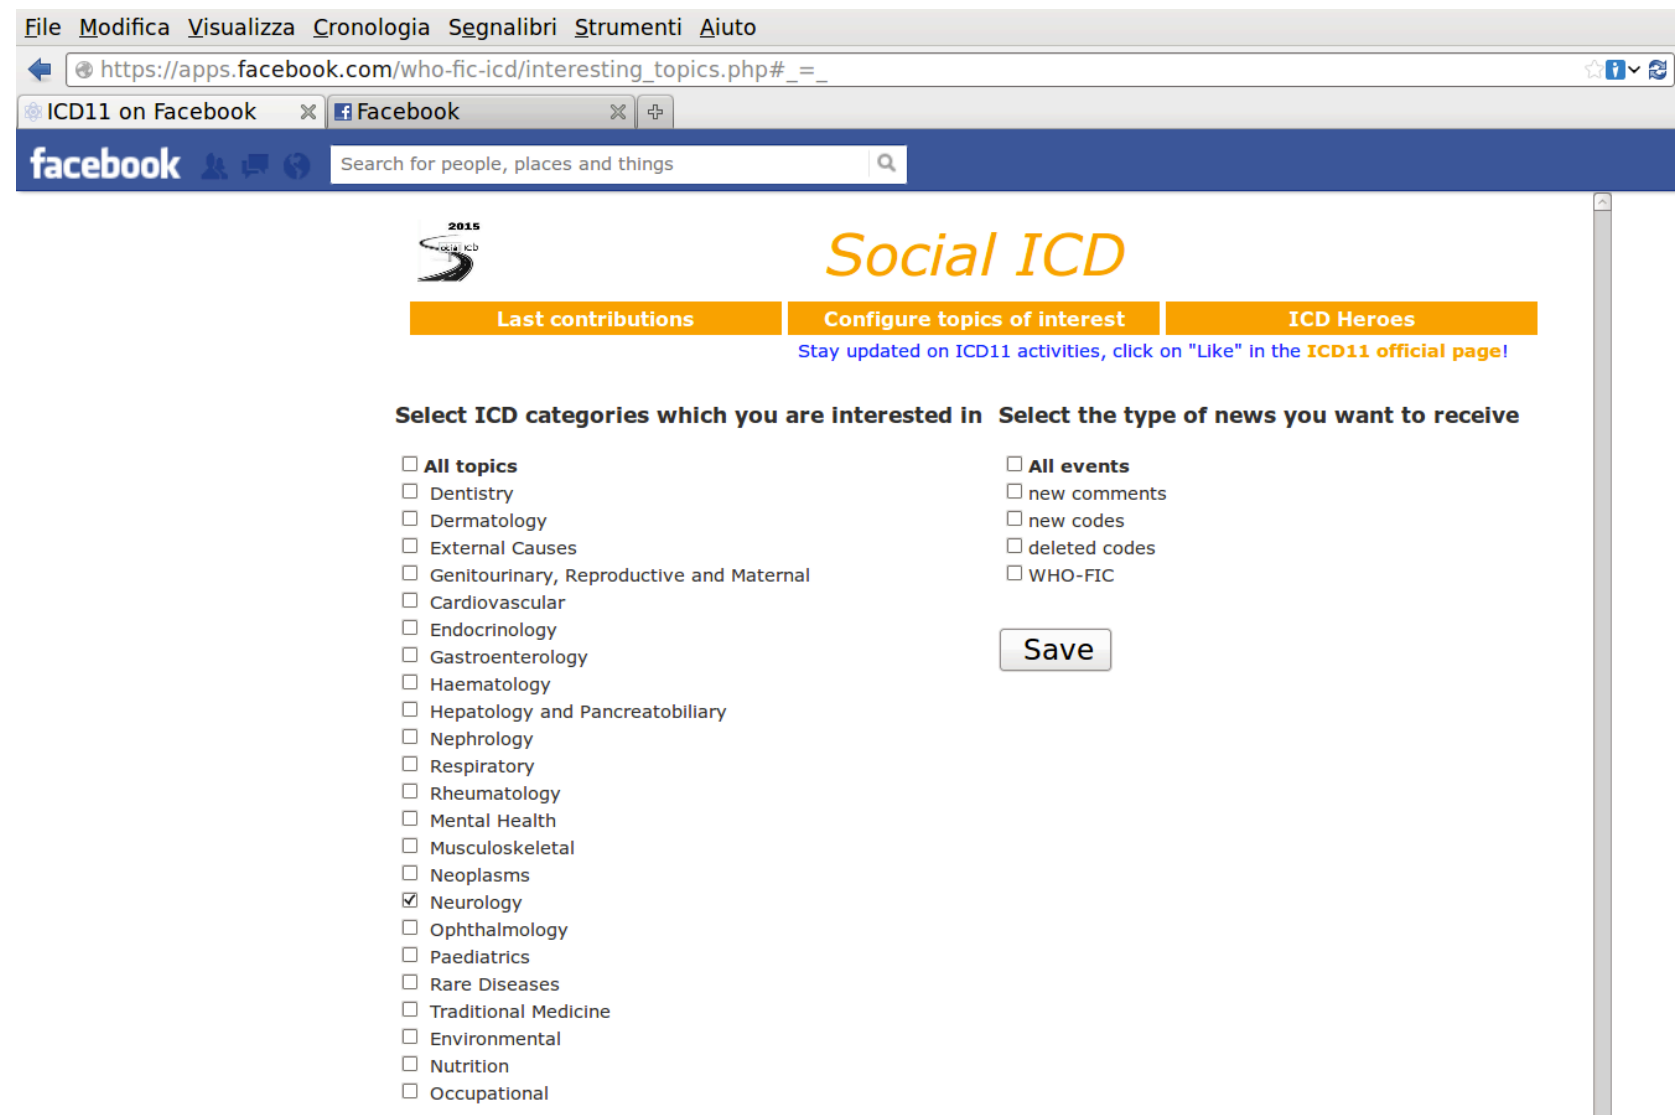 File Modifica Visualizza Cronologia Segnalibri Strumenti Aiuto
https://apps.facebook.com/who-fic-icd/interesting_topics.php#_=_
ICD11 on Facebook Facebook
facebook Search for people, places and things
2015
Social ICD
Social ICD
Last contributions Configure topics of interest ICD Heroes
Stay updated on ICD11 activities, click on "Like" in the ICD11 official page!
Select ICD categories which you are interested in Select the type of news you want to receive
All topics All events
Dentistry new comments
Dermatology new codes
External Causes deleted codes
Genitourinary, Reproductive and Maternal WHO-FIC
Cardiovascular
Endocrinology
Gastroenterology Save
Haematology
Hepatology and Pancreatobiliary
Nephrology
Respiratory
Rheumatology
Mental Health
Musculoskeletal
Neoplasms
Neurology
Ophthalmology
Paediatrics
Rare Diseases
Traditional Medicine
Environmental
Nutrition
Occupational